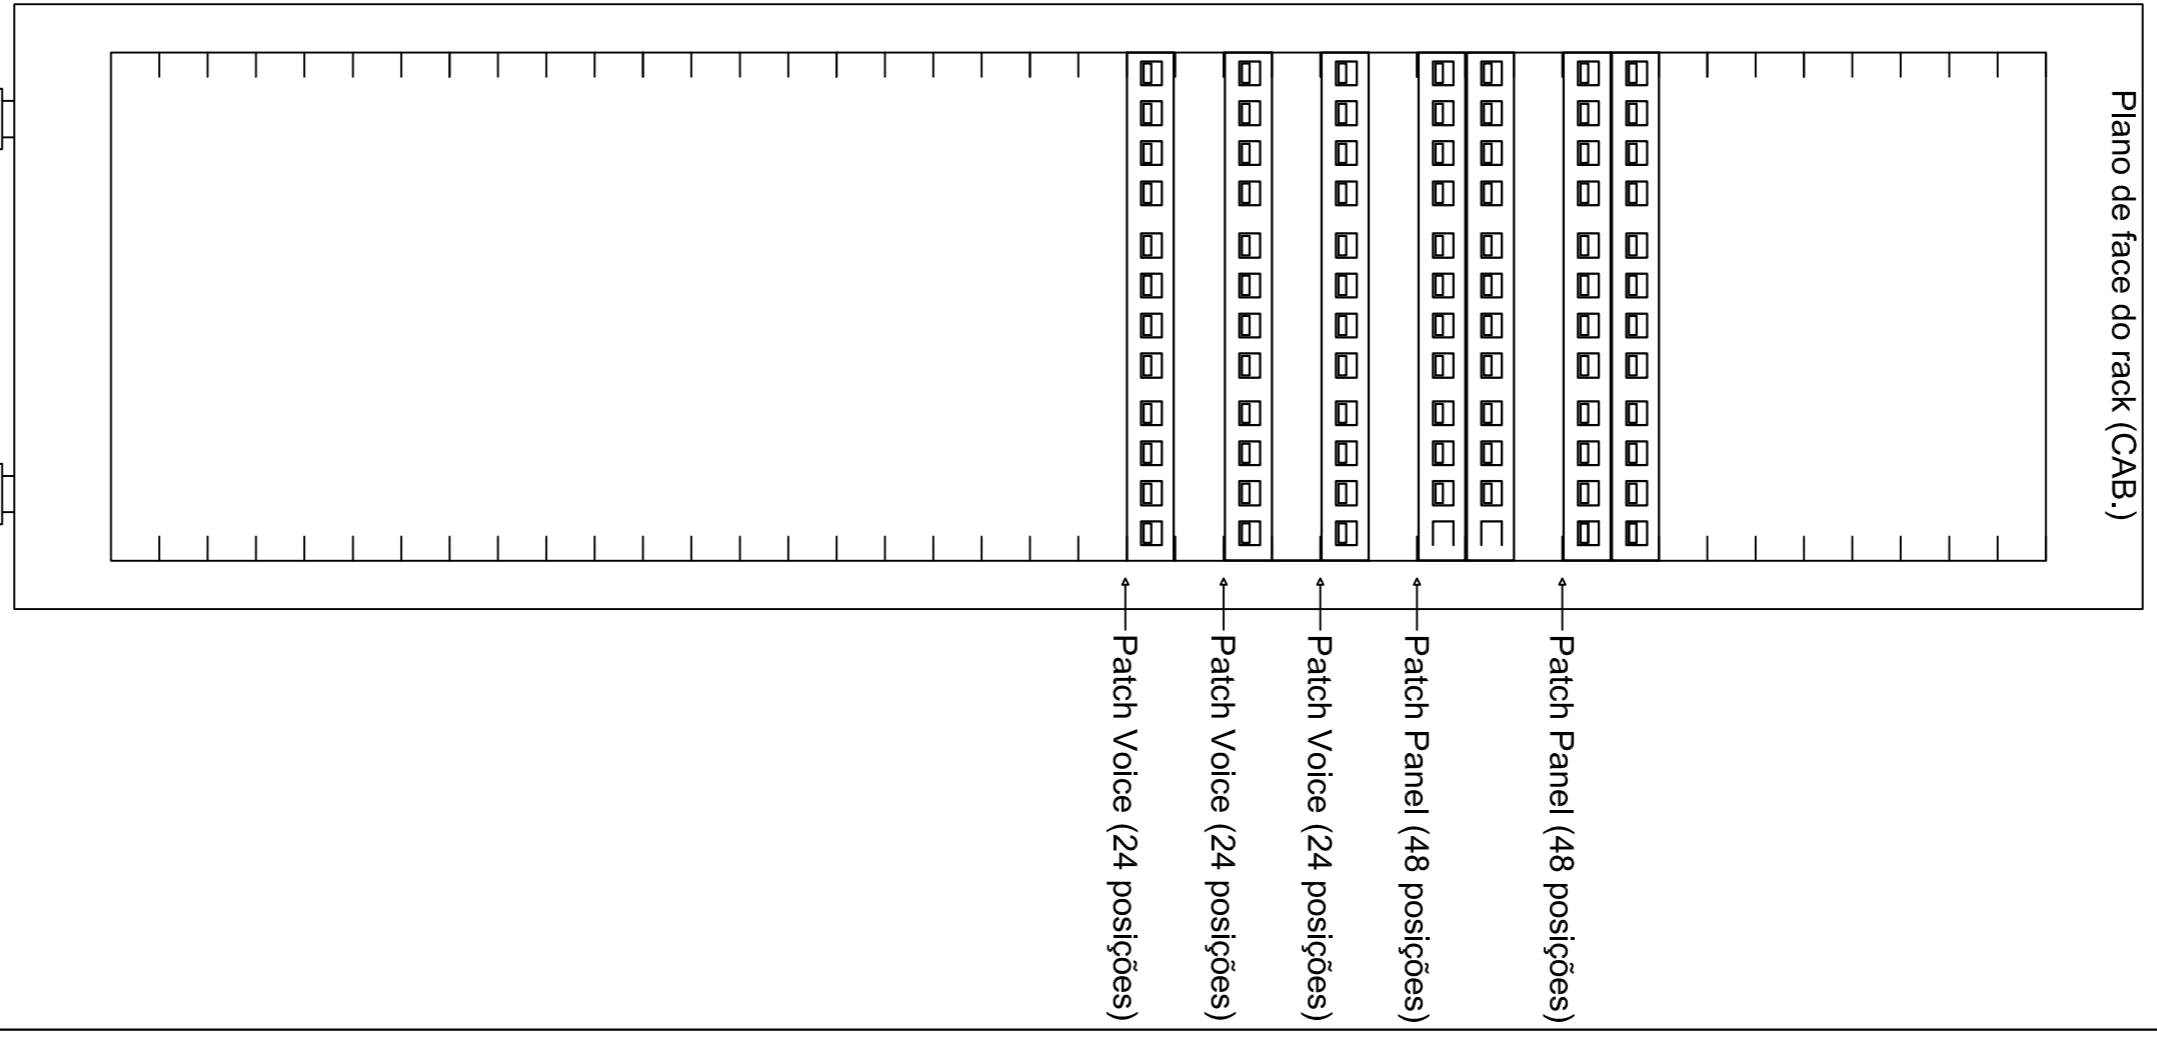 Plano de face do rack (CAB.)
Patch Panel (48 posições)
Patch Panel (48 posições)
Patch Voice (24 posições)
Patch Voice (24 posições)
Patch Voice (24 posições)